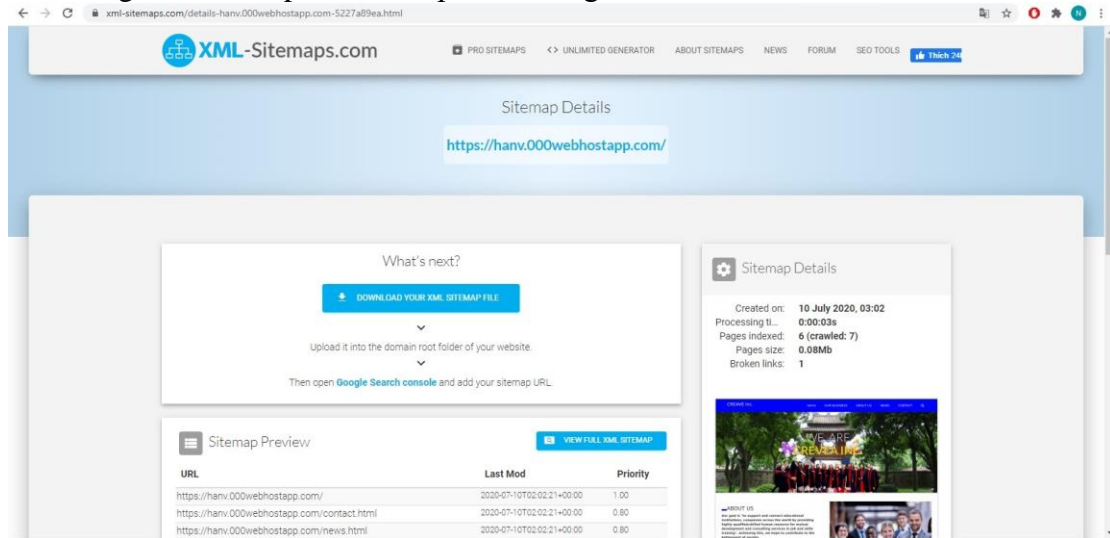 xml-sitemaps.com/details-hanv.000webhostapp.com-5227a89ea.html
N
XML-Sitemaps.com
PRO SITEMAPS <> UNLIMITED GENERATOR ABOUT SITEMAPS NEWS FORUM SEO TOOLS
Thích 24
Sitemap Details
https://hanv.000webhostapp.com/
What's next?
DOWNLOAD YOUR XML SITEMAP FILE
Upload it into the domain root folder of your website.
Then open Google Search console and add your sitemap URL.
Sitemap Preview
VIEW FULL XML SITEMAP
URL Last Mod Priority
https://hanv.000webhostapp.com/ 2020-07-10T02:02:21+00:00 1.00
https://hanv.000webhostapp.com/contact.html 2020-07-10T02:02:21+00:00 0.80
https://hanv.000webhostapp.com/news.html 2020-07-10T02:02:21+00:00 0.80
Sitemap Details
Created on: 10 July 2020, 03:02
Processing ti... 0:00:03s
Pages indexed: 6 (crawled: 7)
Pages size: 0.08Mb
Broken links: 1
WE ARE
ABOUT US